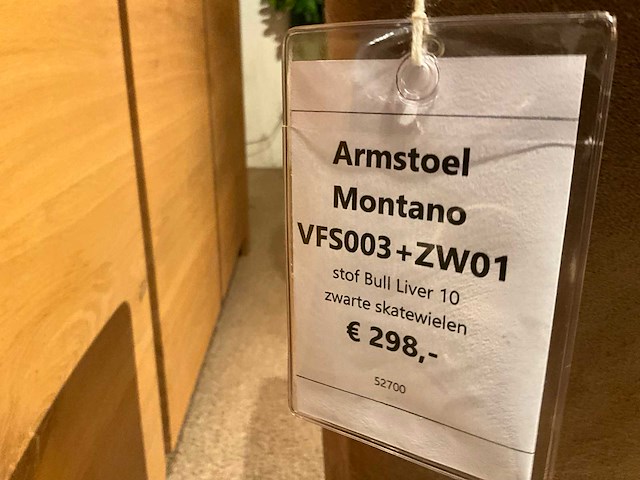 Armstoel
Montano
VFS003+ZW01
stof Bull Liver 10
zwarte skatewielen
€ 298,-
52700